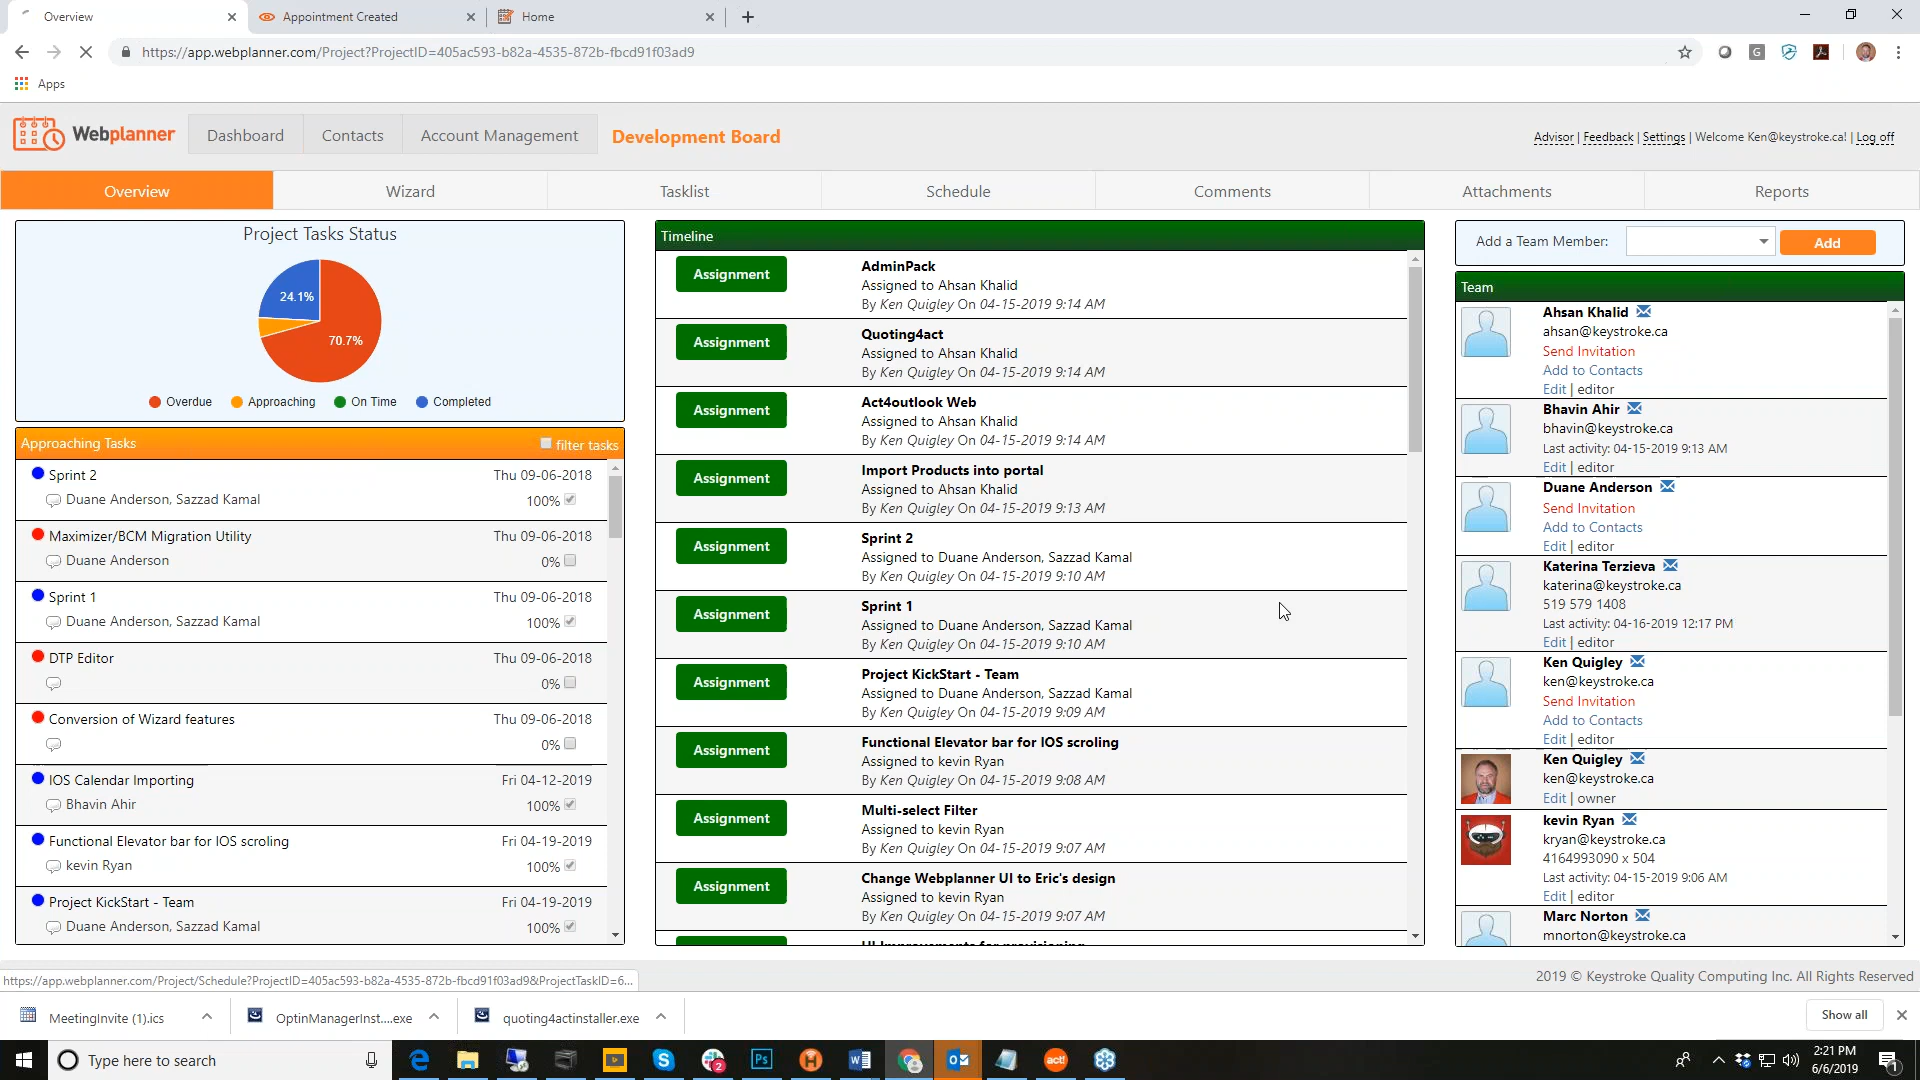 Overview
Appointment Created
Home
https://app.webplanner.com/Project?ProjectID=405ac593-b82a-4535-872b-fbcd91f03ad9
Apps
Webplanner
Dashboard
Contacts
Account Management
Development Board
Advisor | Feedback | Settings | Welcome Ken@keystroke.ca! | Log off
Overview
Wizard
Tasklist
Schedule
Comments
Attachments
Reports
Project Tasks Status
24.1%
70.7%
Overdue
Approaching
On Time
Completed
Approaching Tasks
filter tasks
Sprint 2
Thu 09-06-2018
Duane Anderson, Sazzad Kamal
100%
Maximizer/BCM Migration Utility
Thu 09-06-2018
Duane Anderson
0%
Sprint 1
Thu 09-06-2018
Duane Anderson, Sazzad Kamal
100%
DTP Editor
Thu 09-06-2018
0%
Conversion of Wizard features
Thu 09-06-2018
0%
IOS Calendar Importing
Fri 04-12-2019
Bhavin Ahir
100%
Functional Elevator bar for IOS scroling
Fri 04-19-2019
kevin Ryan
100%
Project KickStart - Team
Fri 04-19-2019
Duane Anderson, Sazzad Kamal
100%
Timeline
Assignment
AdminPack
Assigned to Ahsan Khalid
By Ken Quigley On 04-15-2019 9:14 AM
Assignment
Quoting4act
Assigned to Ahsan Khalid
By Ken Quigley On 04-15-2019 9:14 AM
Assignment
Act4outlook Web
Assigned to Ahsan Khalid
By Ken Quigley On 04-15-2019 9:14 AM
Assignment
Import Products into portal
Assigned to Ahsan Khalid
By Ken Quigley On 04-15-2019 9:13 AM
Assignment
Sprint 2
Assigned to Duane Anderson, Sazzad Kamal
By Ken Quigley On 04-15-2019 9:10 AM
Assignment
Sprint 1
Assigned to Duane Anderson, Sazzad Kamal
By Ken Quigley On 04-15-2019 9:10 AM
Assignment
Project KickStart - Team
Assigned to Duane Anderson, Sazzad Kamal
By Ken Quigley On 04-15-2019 9:09 AM
Assignment
Functional Elevator bar for IOS scroling
Assigned to kevin Ryan
By Ken Quigley On 04-15-2019 9:08 AM
Assignment
Multi-select Filter
Assigned to kevin Ryan
By Ken Quigley On 04-15-2019 9:07 AM
Assignment
Change Webplanner UI to Eric's design
Assigned to kevin Ryan
By Ken Quigley On 04-15-2019 9:07 AM
UI Improvements for provisioning
Add a Team Member:
Add
Team
Ahsan Khalid
ahsan@keystroke.ca
Send Invitation
Add to Contacts
Edit | editor
Bhavin Ahir
bhavin@keystroke.ca
Last activity: 04-15-2019 9:13 AM
Edit | editor
Duane Anderson
Send Invitation
Add to Contacts
Edit | editor
Katerina Terzieva
katerina@keystroke.ca
519 579 1408
Last activity: 04-16-2019 12:17 PM
Edit | editor
Ken Quigley
ken@keystroke.ca
Send Invitation
Add to Contacts
Edit | editor
Ken Quigley
ken@keystroke.ca
Edit | owner
kevin Ryan
kryan@keystroke.ca
4164993090 x 504
Last activity: 04-15-2019 9:06 AM
Edit | editor
Marc Norton
mnorton@keystroke.ca
https://app.webplanner.com/Project/Schedule?ProjectID=405ac593-b82a-4535-872b-fbcd91f03ad9&ProjectTaskID=6...
2019 © Keystroke Quality Computing Inc. All Rights Reserved
MeetingInvite (1).ics
OptinManagerInst....exe
quoting4actinstaller.exe
Show all
Type here to search
2:21 PM
6/6/2019